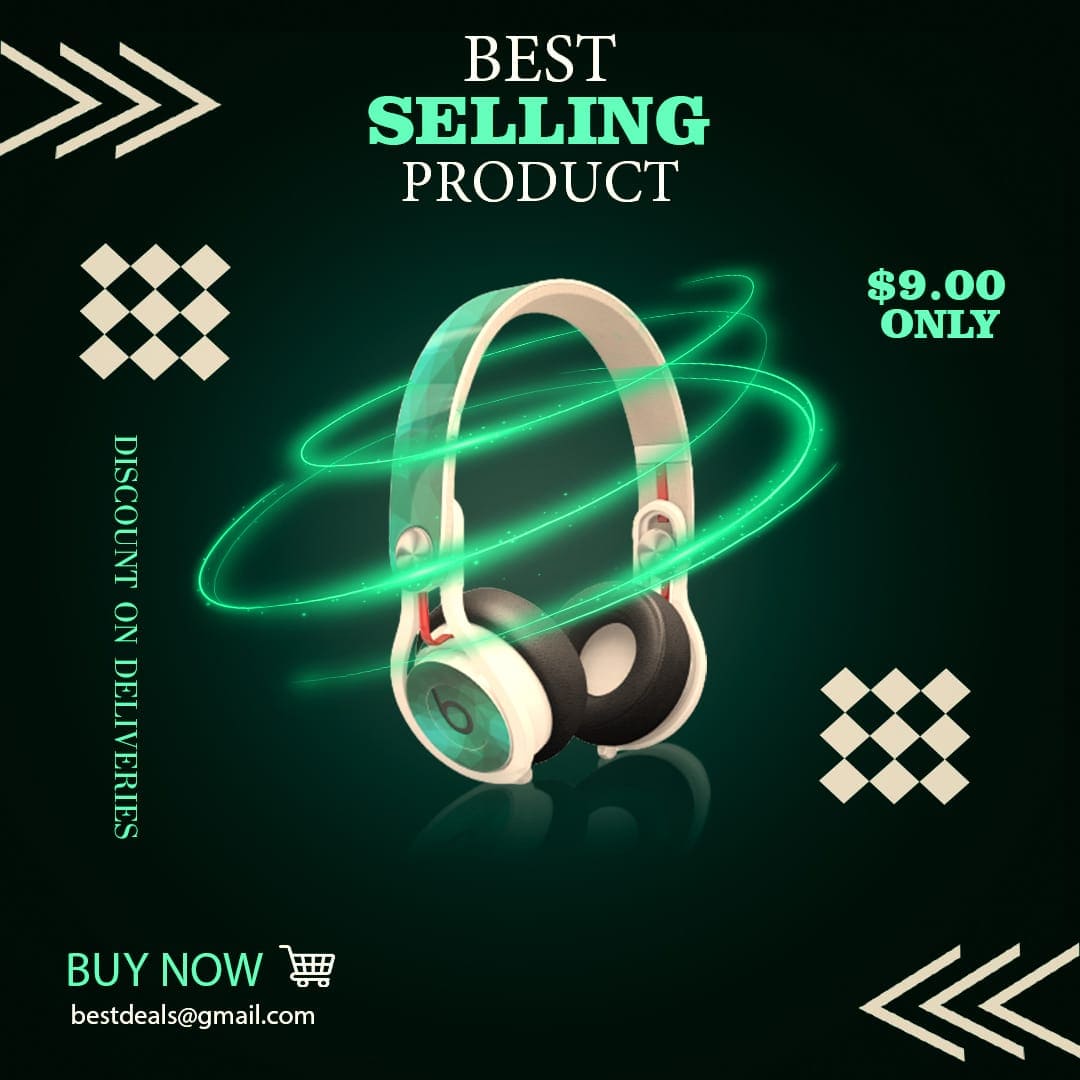 BEST
SELLING
PRODUCT
$9.00
ONLY
DISCOUNT ON DELIVERIES
b
BUY NOW
bestdeals@gmail.com